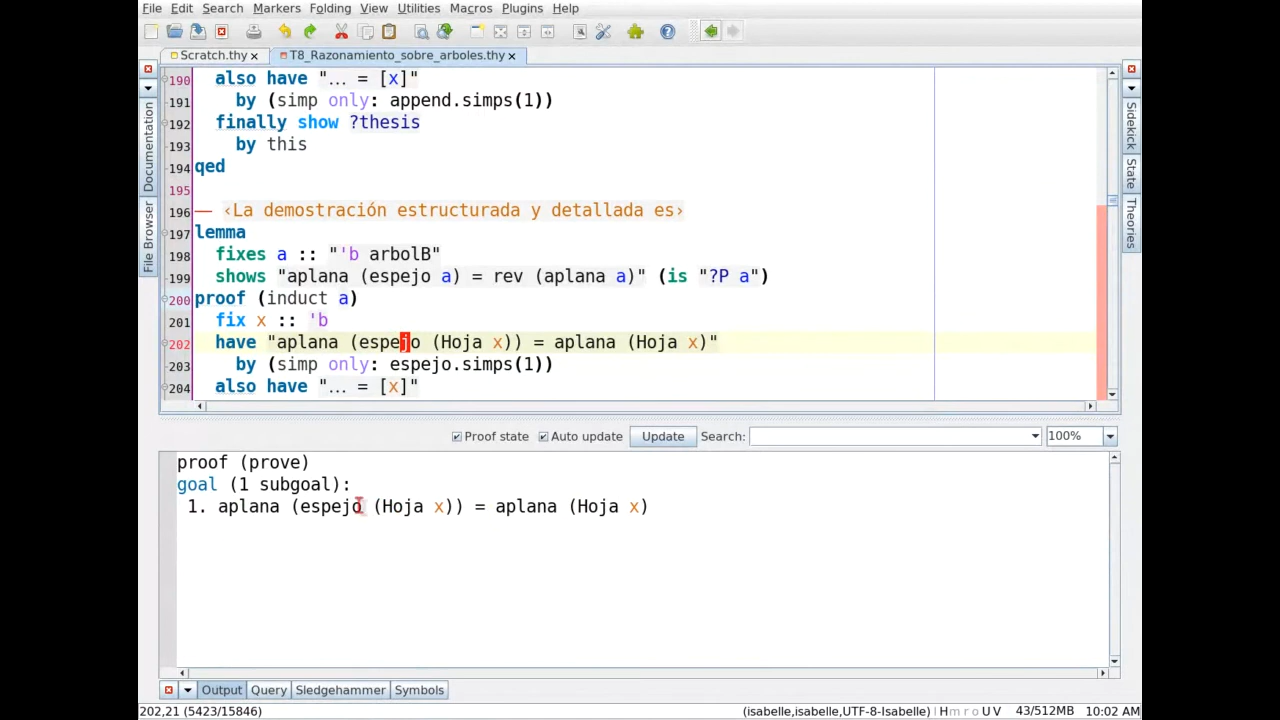 File Edit Search Markers Folding View Utilities Macros Plugins Help
Scratch.thy T8_Razonamiento_sobre_arboles.thy
190 also have "… = [x]"
191 by (simp only: append.simps(1))
192 finally show ?thesis
193 by this
194 qed
195
196 — ‹La demostración estructurada y detallada es›
197 lemma
198 fixes a :: "'b arbolB"
199 shows "aplana (espejo a) = rev (aplana a)" (is "?P a")
200 proof (induct a)
201 fix x :: 'b
202 have "aplana (espejo (Hoja x)) = aplana (Hoja x)"
203 by (simp only: espejo.simps(1))
204 also have "… = [x]"
Documentation
File Browser
Sidekick
State
Theories
Proof state Auto update Update Search: 100%
proof (prove)
goal (1 subgoal):
1. aplana (espejo (Hoja x)) = aplana (Hoja x)
Output Query Sledgehammer Symbols
202,21 (5423/15846) (isabelle,isabelle,UTF-8-Isabelle) | H m r o U V 43/512MB 10:02 AM